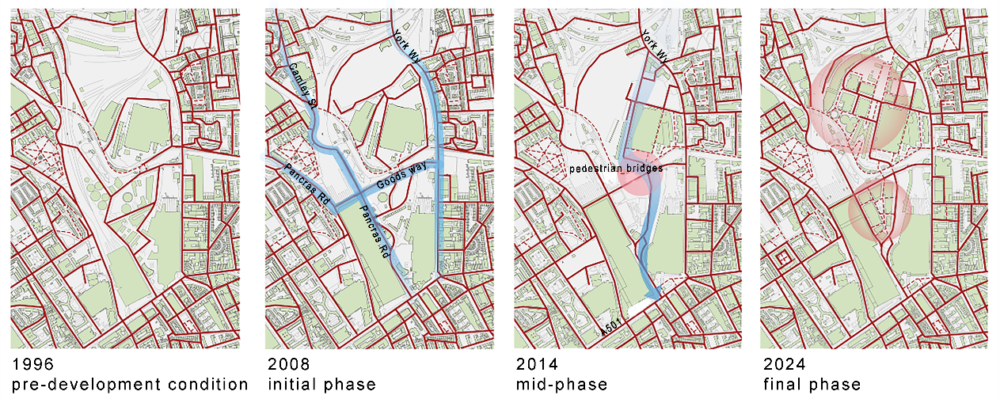 York Wy
Camley St
Pancras Rd
Goods way
Pancras Rd
York Wy
pedestrian bridges
A501
1996
pre-development condition
2008
initial phase
2014
mid-phase
2024
final phase